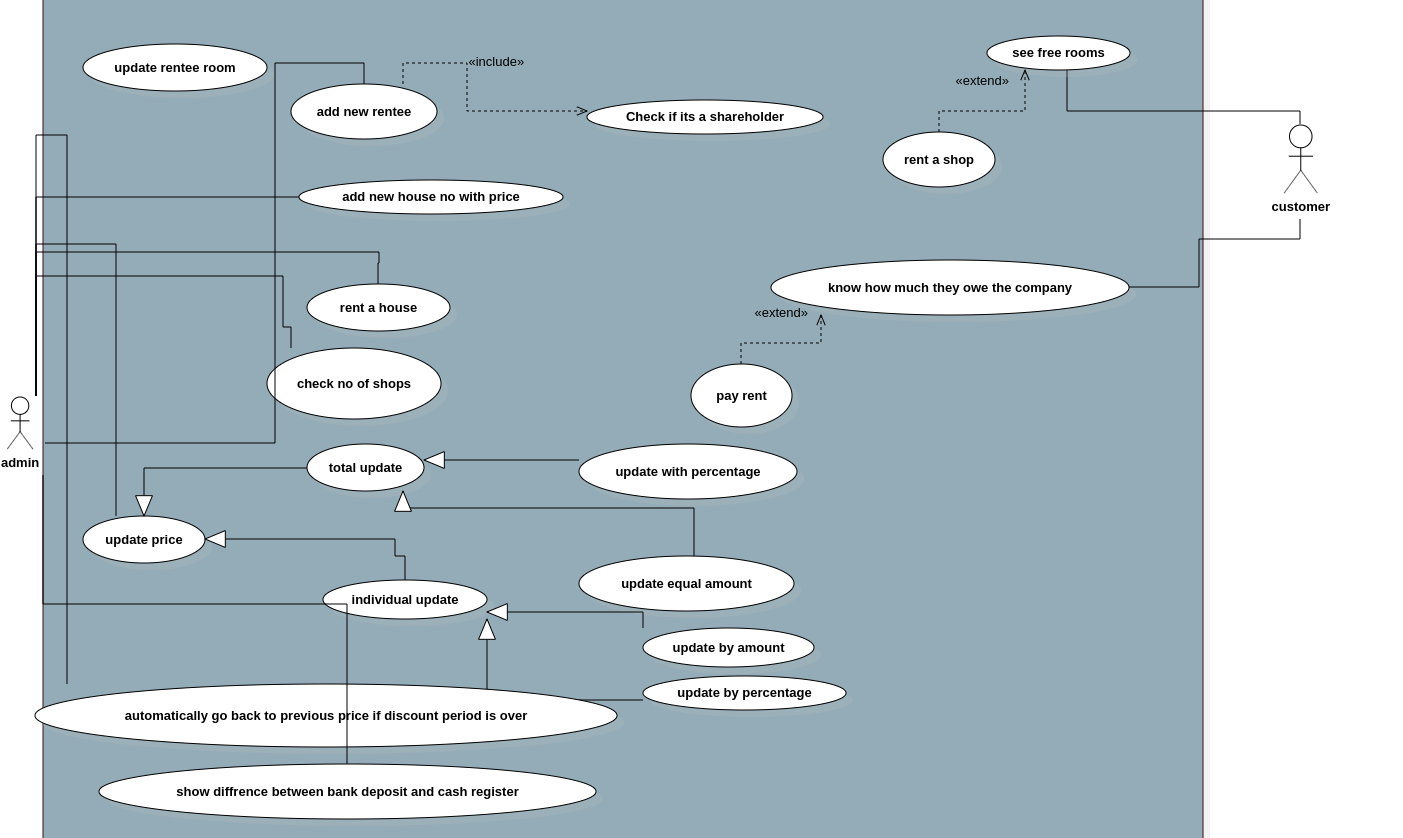 see free rooms
update rentee room
«include»
«extend»
add new rentee
Check if its a shareholder
rent a shop
add new house no with price
customer
know how much they owe the company
rent a house
«extend»
check no of shops
pay rent
admin
total update
update with percentage
update price
update equal amount
individual update
update by amount
update by percentage
automatically go back to previous price if discount period is over
show diffrence between bank deposit and cash register